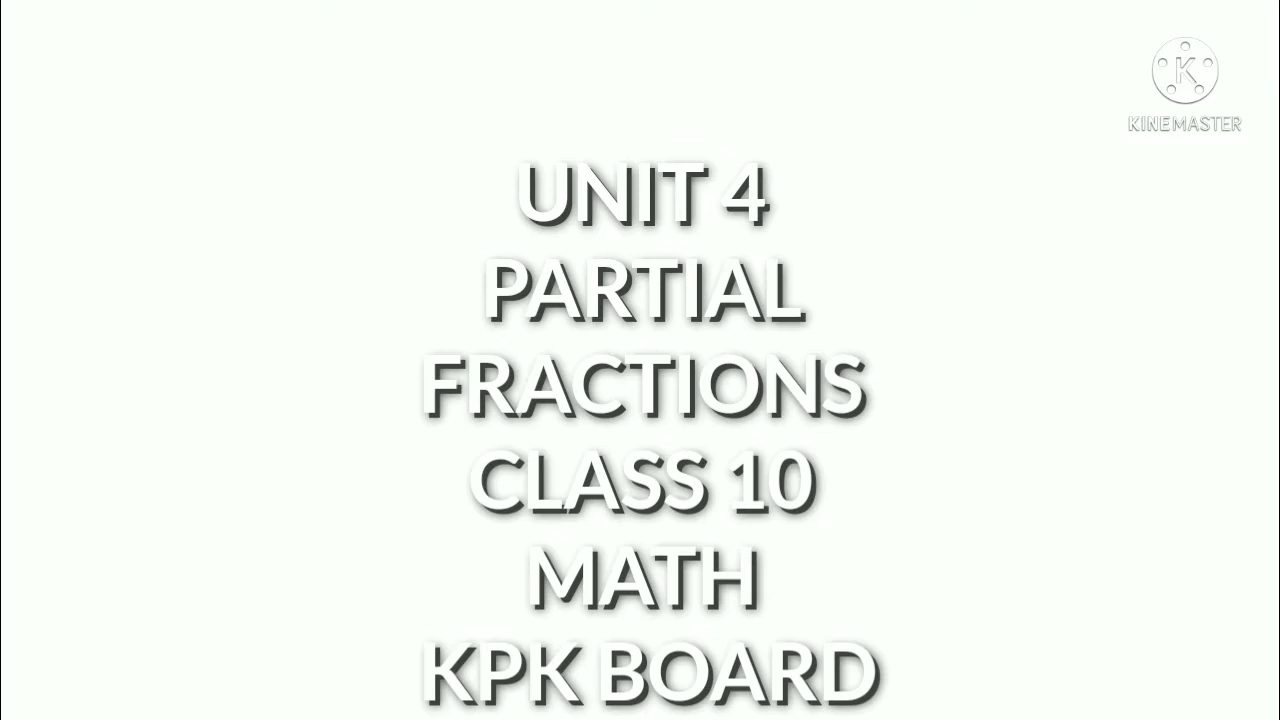 KINEMASTER
UNIT 4
PARTIAL
FRACTIONS
CLASS 10
MATH
KPK BOARD